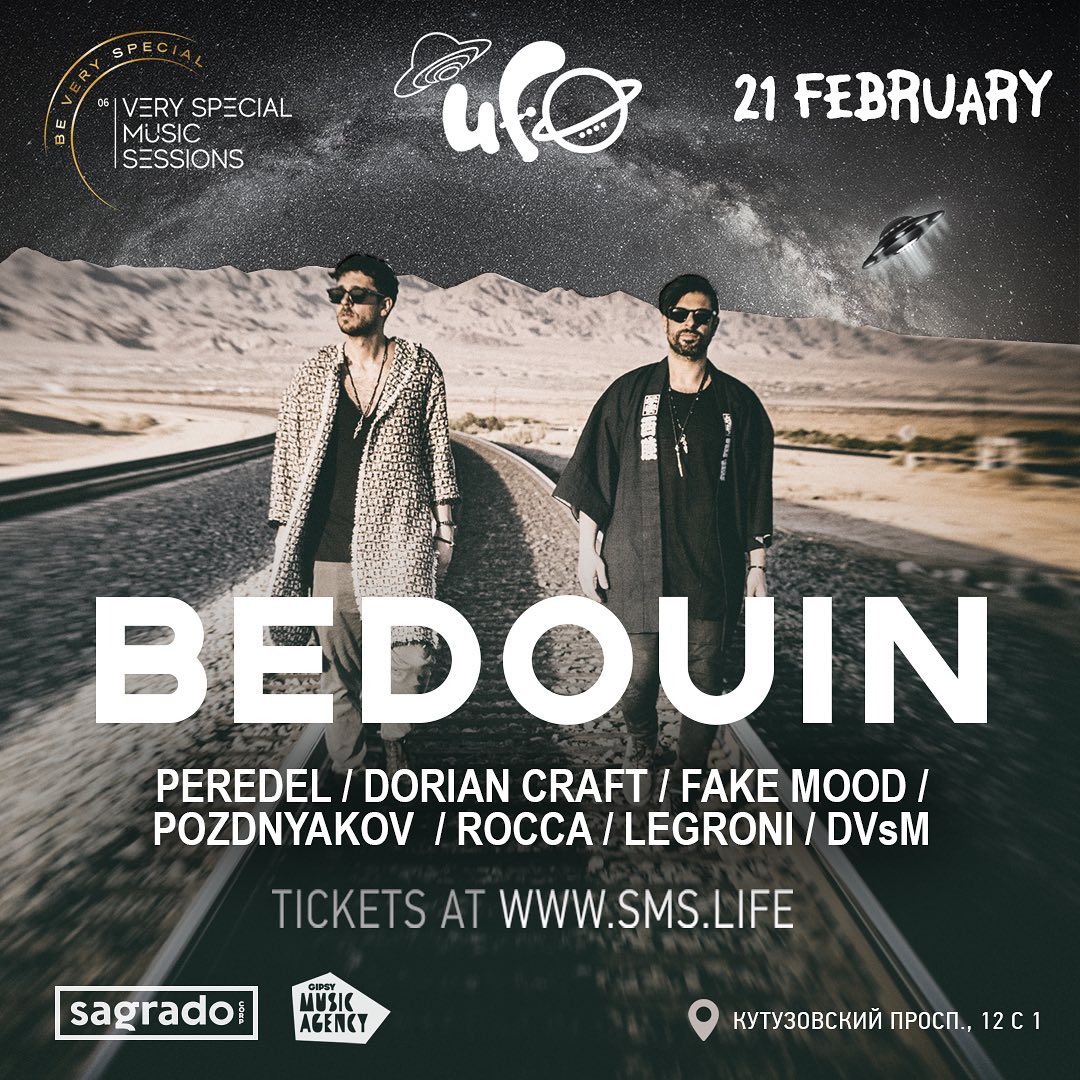 BE VERY SPECIAL
06
VERY SPECIAL
MUSIC
SESSIONS
ufo
21 FEBRUARY
BEDOUIN
PEREDEL / DORIAN CRAFT / FAKE MOOD /
POZDNYAKOV / ROCCA / LEGRONI / DVsM
TICKETS AT WWW.SMS.LIFE
sagrado CORP
GIPSY
MUSIC
AGENCY
КУТУЗОВСКИЙ ПРОСП., 12 С 1